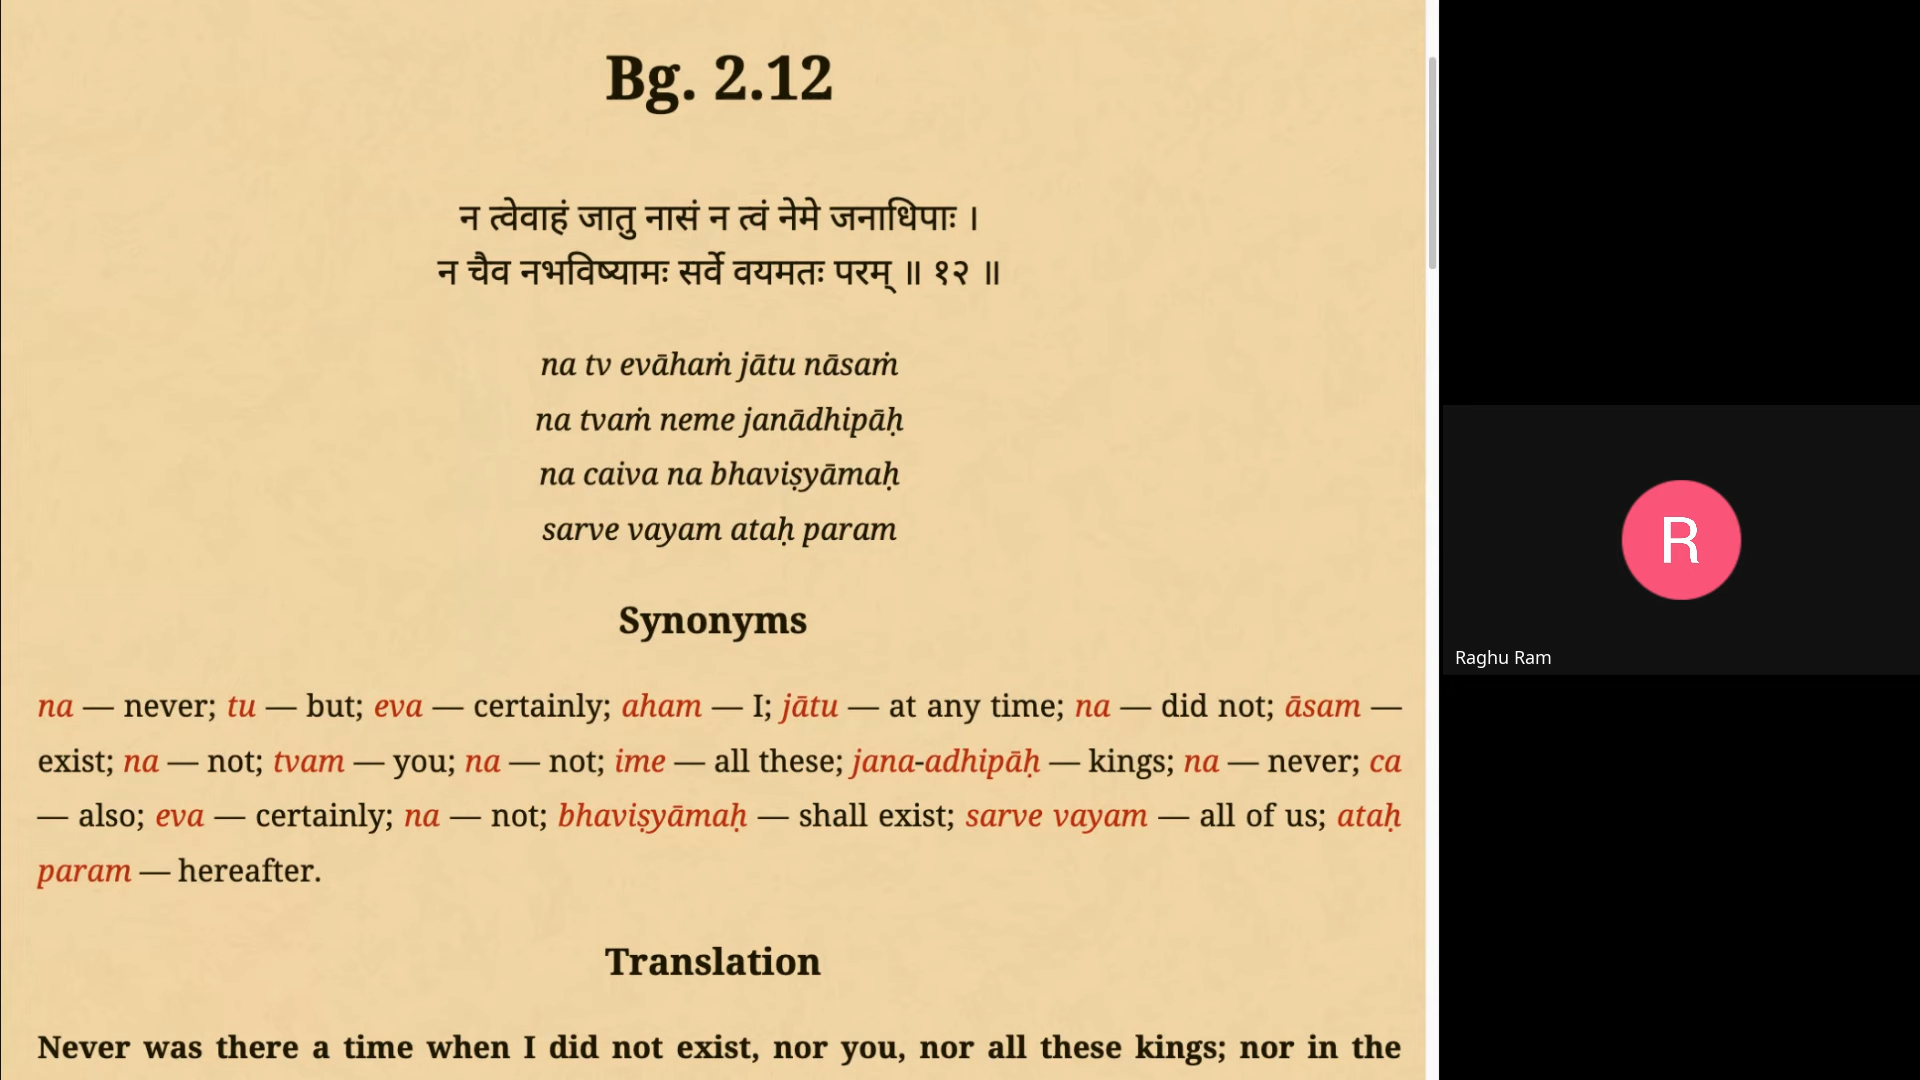 Bg. 2.12
न त्वेवाहं जातु नासं न त्वं नेमे जनाधिपाः ।
न चैव नभविष्यामः सर्वे वयमतः परम् ॥ १२ ॥
na tv evāhaṁ jātu nāsaṁ
na tvaṁ neme janādhipāḥ
na caiva na bhaviṣyāmaḥ
sarve vayam ataḥ param
Synonyms
na — never; tu — but; eva — certainly; aham — I; jātu — at any time; na — did not; āsam —
exist; na — not; tvam — you; na — not; ime — all these; jana-adhipāḥ — kings; na — never; ca
— also; eva — certainly; na — not; bhaviṣyāmaḥ — shall exist; sarve vayam — all of us; ataḥ
param — hereafter.
Translation
Never was there a time when I did not exist, nor you, nor all these kings; nor in the
R
Raghu Ram